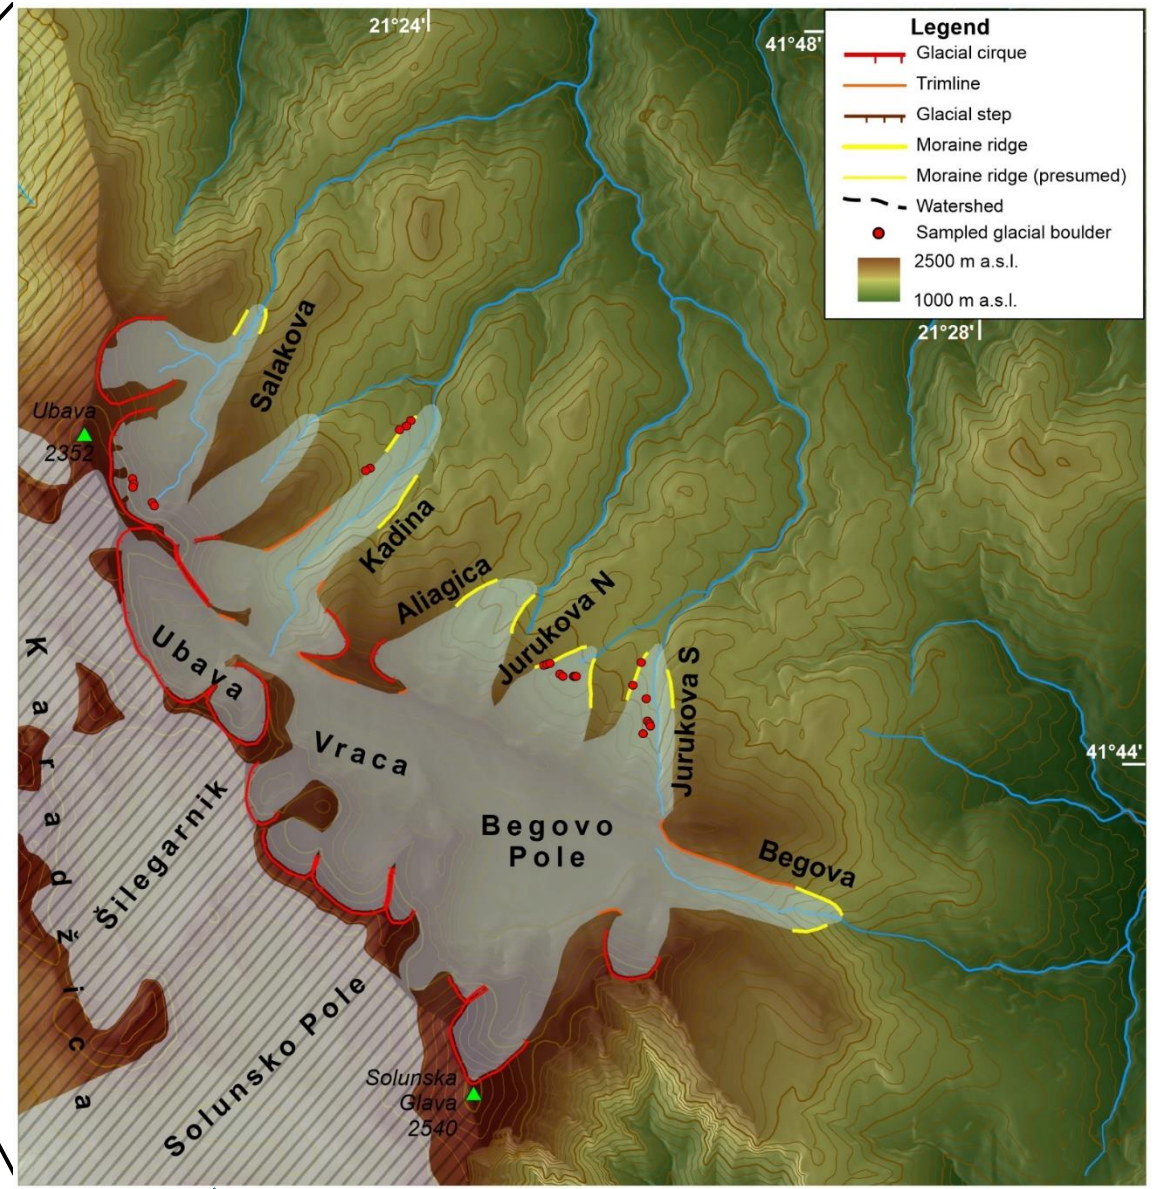 21°24'
41°48'
Legend
Glacial cirque
Trimline
Glacial step
Moraine ridge
Moraine ridge (presumed)
Watershed
Sampled glacial boulder
2500 m a.s.l.
1000 m a.s.l.
21°28'
Salakova
Ubava
2352
Kadina
Aliagica
Jurukova N
Jurukova S
Ubava
Karadžica
Vraca
41°44'
Šilegarnik
Begovo
Pole
Begova
Solunsko Pole
Solunska
Glava
2540